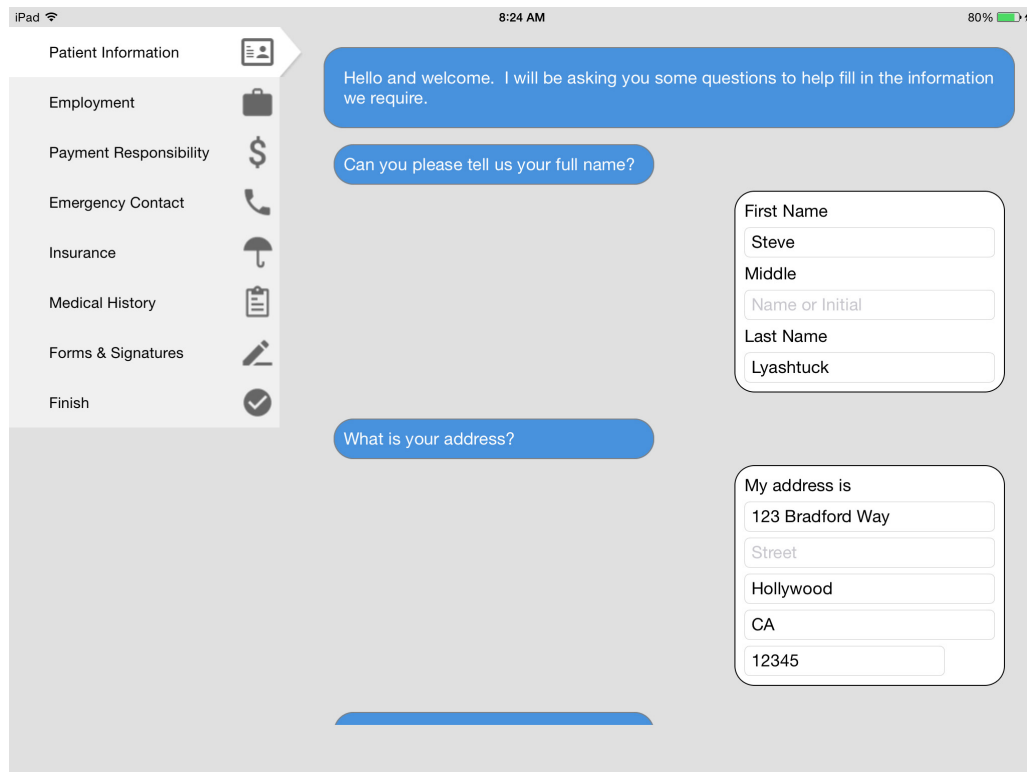 iPad 8:24 AM 80%
Patient Information
Employment
Payment Responsibility
Emergency Contact
Insurance
Medical History
Forms & Signatures
Finish
Hello and welcome.  I will be asking you some questions to help fill in the information
we require.
Can you please tell us your full name?
First Name
Steve
Middle
Name or Initial
Last Name
Lyashtuck
What is your address?
My address is
123 Bradford Way
Street
Hollywood
CA
12345